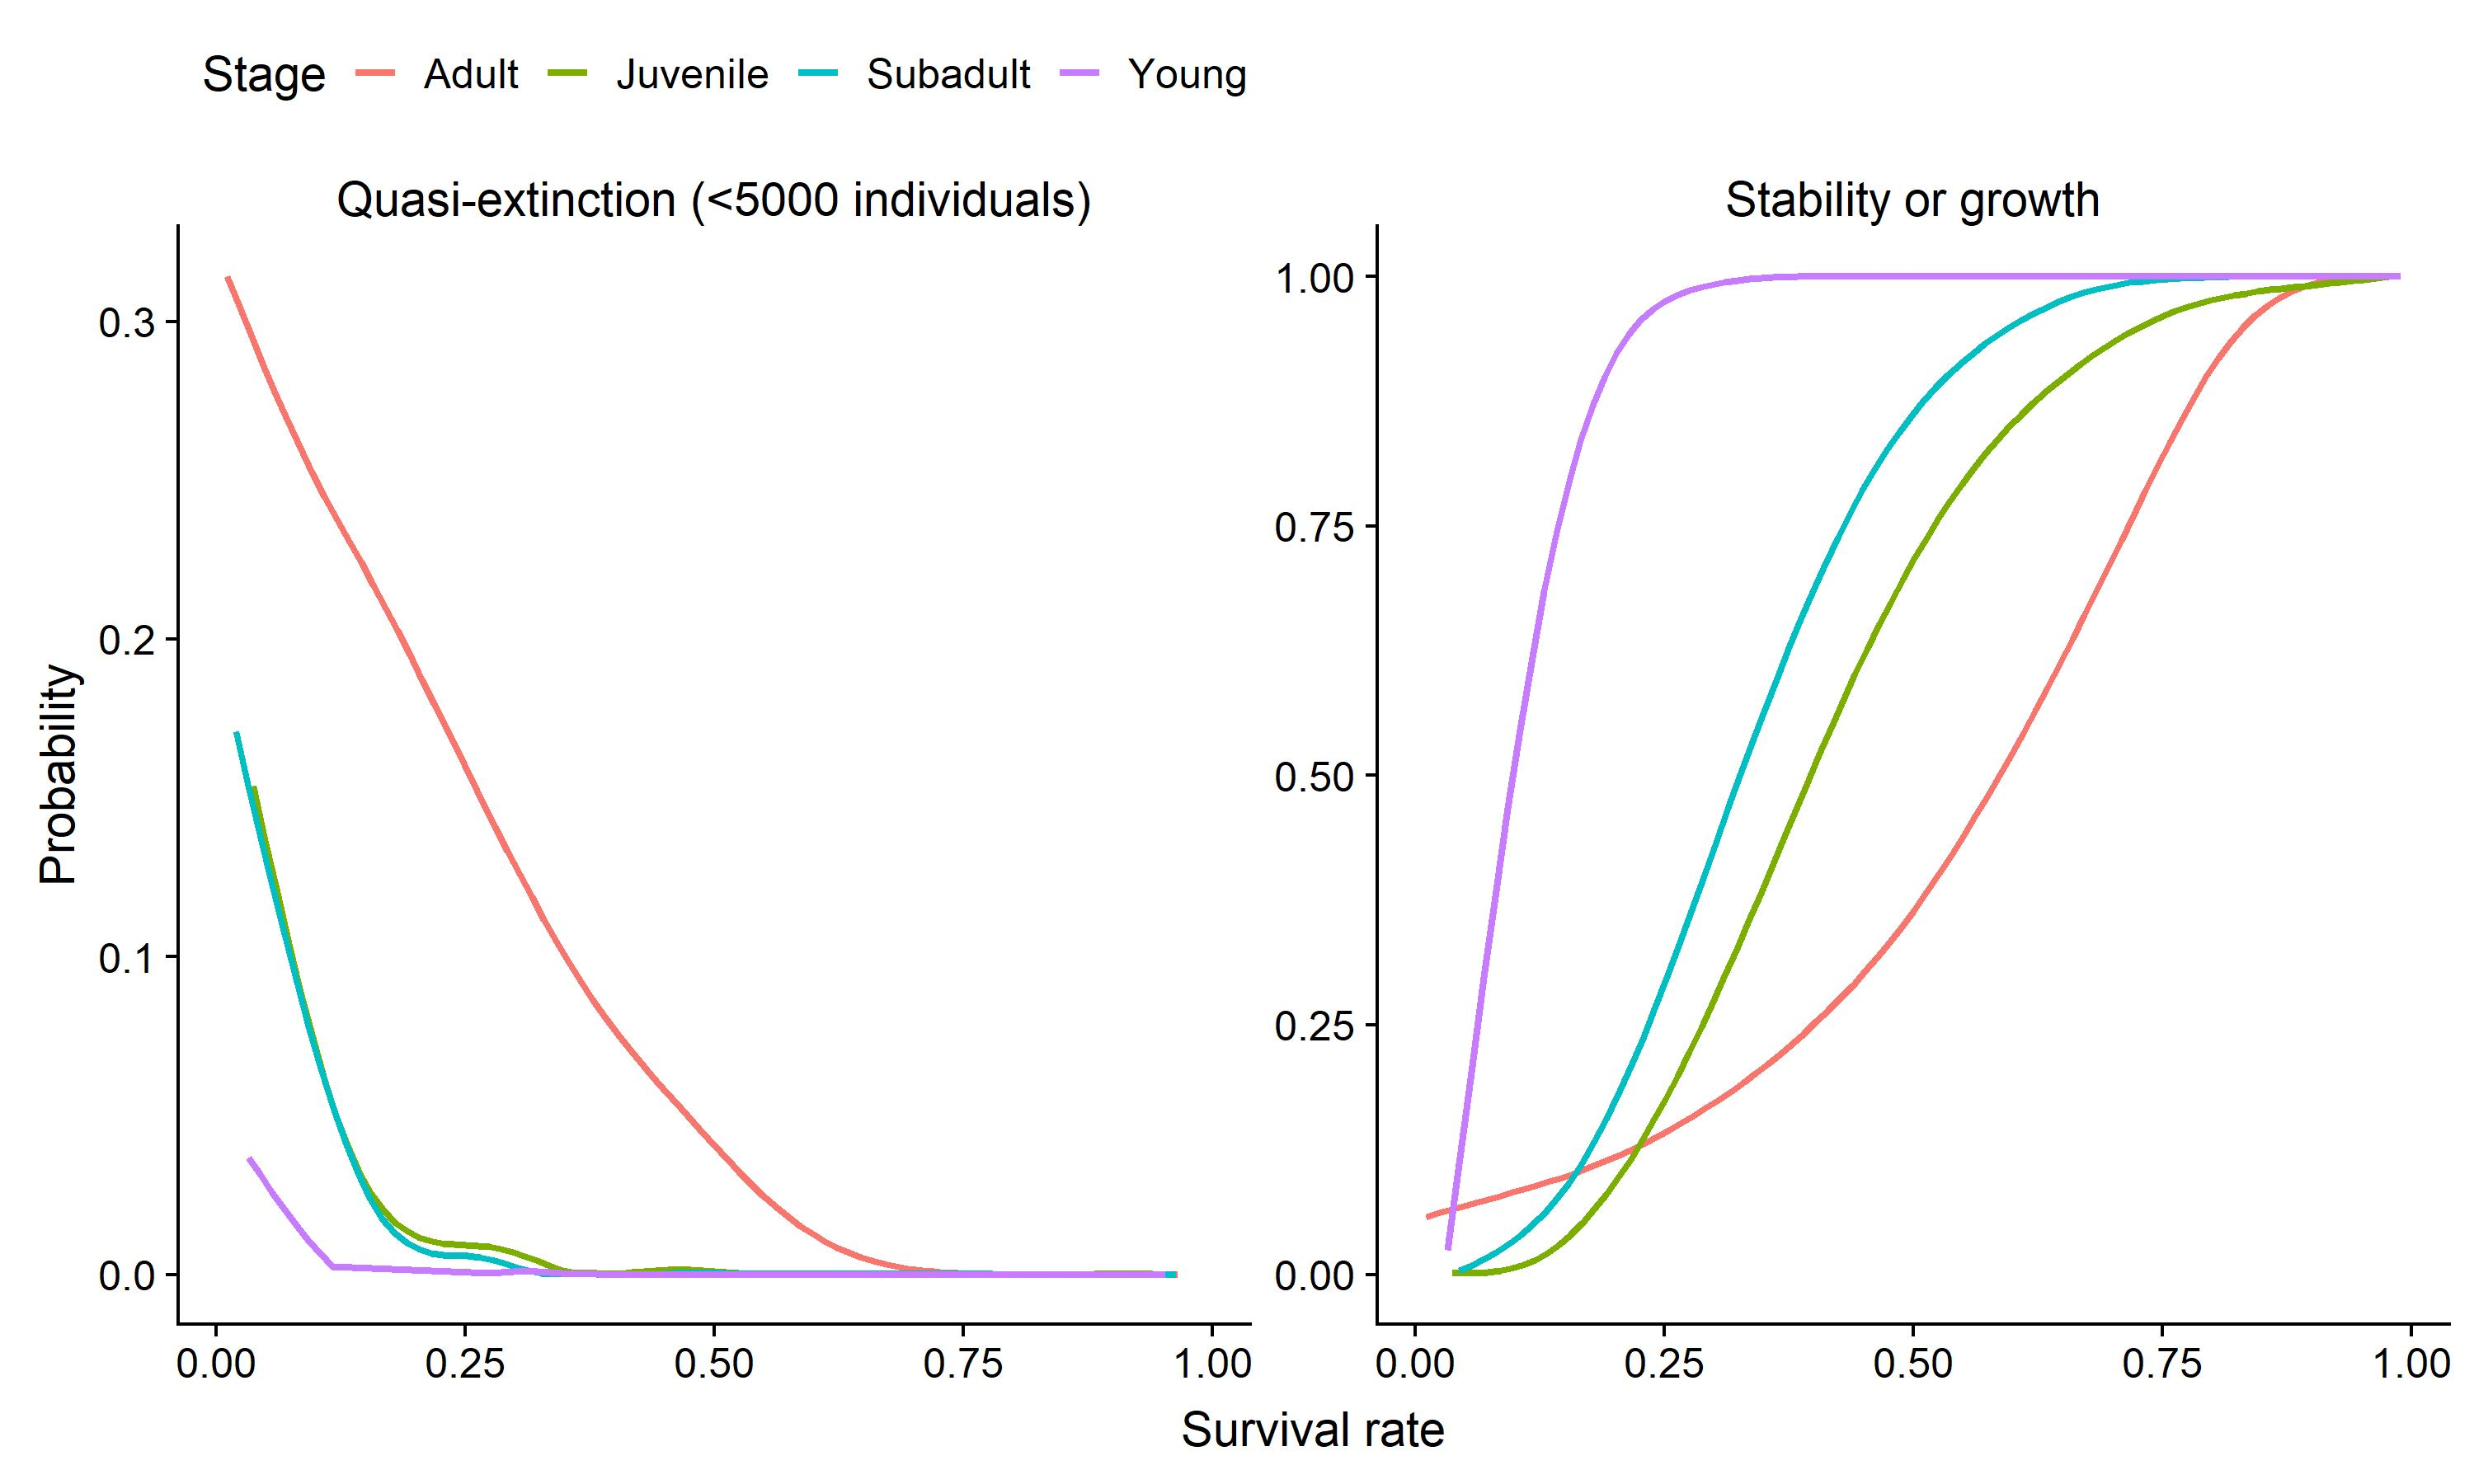 Stage Adult Juvenile Subadult Young
Quasi-extinction (<5000 individuals)
Stability or growth
Probability
0.3
0.2
0.1
0.0
0.00 0.25 0.50 0.75 1.00
1.00
0.75
0.50
0.25
0.00
0.00 0.25 0.50 0.75 1.00
Survival rate